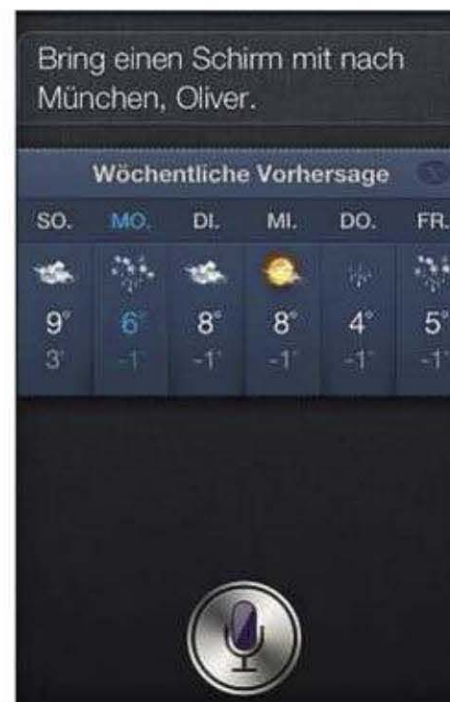 Bring einen Schirm mit nach
München, Oliver.
Wöchentliche Vorhersage
SO. MO. DI. MI. DO. FR.
9° 6° 8° 8° 4° 5°
3° -1° -1° -1° -1° -1°